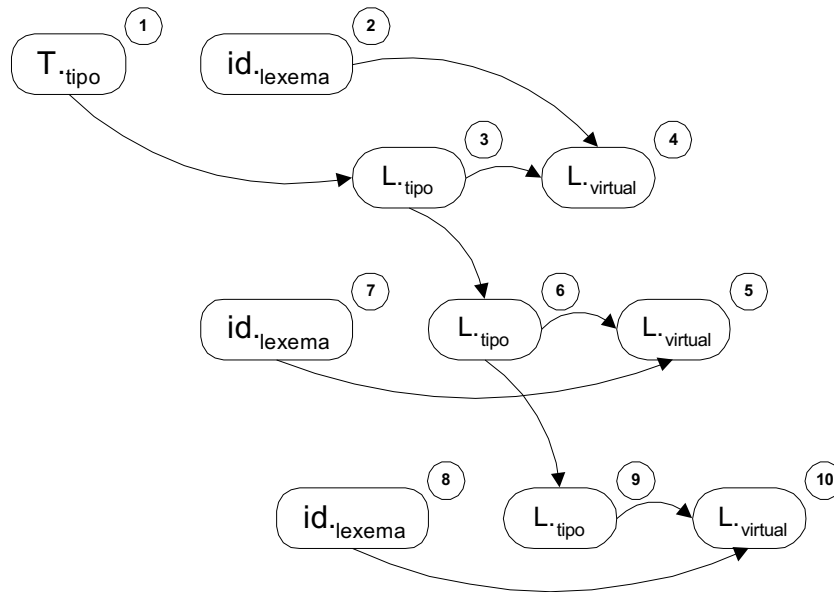 1
2
T.tipo
id.lexema
3
4
L.tipo
L.virtual
7
6
5
id.lexema
L.tipo
L.virtual
8
9
10
id.lexema
L.tipo
L.virtual